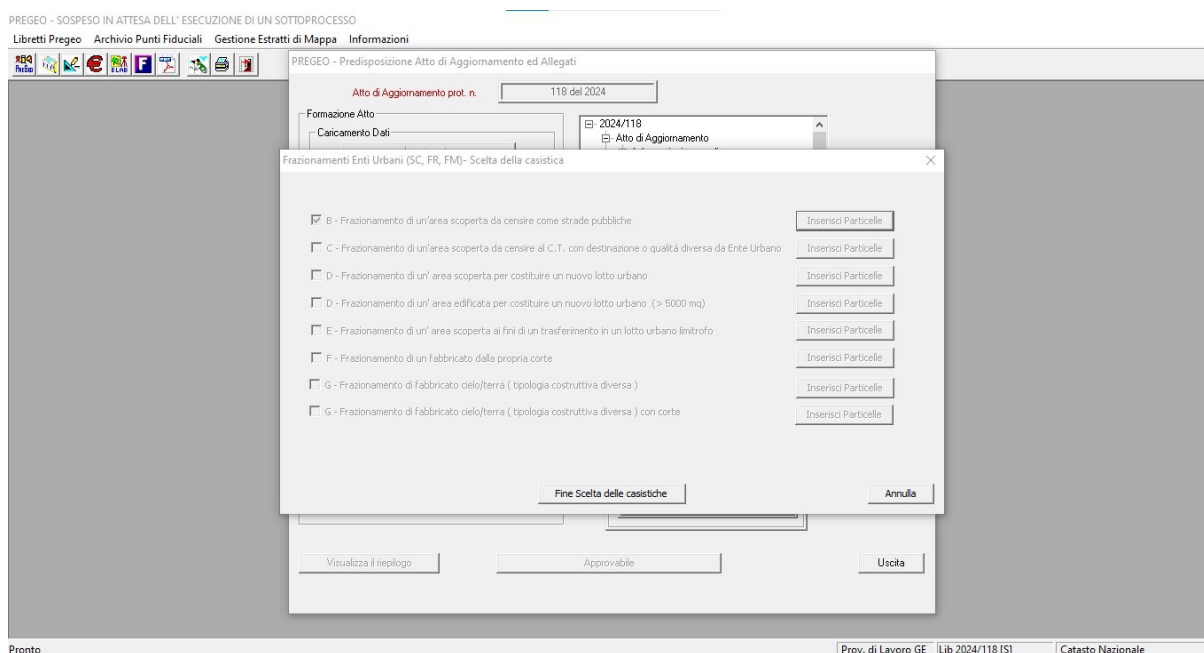 PREGEO - SOSPESO IN ATTESA DELL' ESECUZIONE DI UN SOTTOPROCESSO
Libretti Pregeo Archivio Punti Fiduciali Gestione Estratti di Mappa Informazioni
PREGEO - Predisposizione Atto di Aggiornamento ed Allegati
Atto di Aggiornamento prot. n. 118 del 2024
Formazione Atto
Caricamento Dati
2024/118
Atto di Aggiornamento
Frazionamenti Enti Urbani (SC, FR, FM)- Scelta della casistica
B - Frazionamento di un'area scoperta da censire come strade pubbliche Inserisci Particelle
C - Frazionamento di un'area scoperta da censire al C.T. con destinazione o qualità diversa da Ente Urbano Inserisci Particelle
D - Frazionamento di un' area scoperta per costituire un nuovo lotto urbano Inserisci Particelle
D - Frazionamento di un' area edificata per costituire un nuovo lotto urbano (> 5000 mq) Inserisci Particelle
E - Frazionamento di un' area scoperta ai fini di un trasferimento in un lotto urbano limitrofo Inserisci Particelle
F - Frazionamento di un fabbricato dalla propria corte Inserisci Particelle
G - Frazionamento di fabbricato cielo/terra ( tipologia costruttiva diversa ) Inserisci Particelle
G - Frazionamento di fabbricato cielo/terra ( tipologia costruttiva diversa ) con corte Inserisci Particelle
Fine Scelta delle casistiche Annulla
Visualizza il riepilogo Approvabile Uscita
Pronto Prov. di Lavoro GE Lib 2024/118 [S] Catasto Nazionale